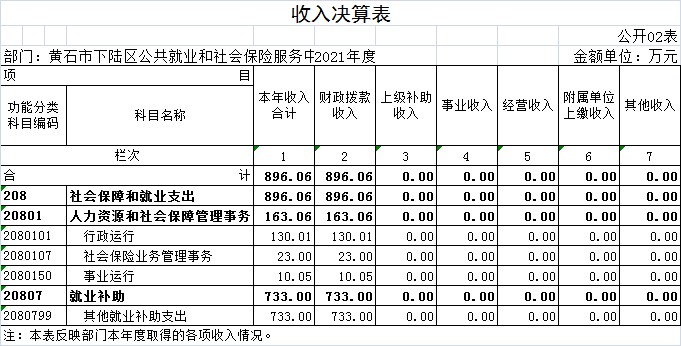 收入决算表
公开02表
部门：黄石市下陆区公共就业和社会保险服务中2021年度 金额单位：万元
项 目 本年收入合计 财政拨款收入 上级补助收入 事业收入 经营收入 附属单位上缴收入 其他收入
功能分类科目编码 科目名称
栏次 1 2 3 4 5 6 7
合 计 896.06 896.06 0.00 0.00 0.00 0.00 0.00
208 社会保障和就业支出 896.06 896.06 0.00 0.00 0.00 0.00 0.00
20801 人力资源和社会保障管理事务 163.06 163.06 0.00 0.00 0.00 0.00 0.00
2080101 行政运行 130.01 130.01 0.00 0.00 0.00 0.00 0.00
2080107 社会保险业务管理事务 23.00 23.00 0.00 0.00 0.00 0.00 0.00
2080150 事业运行 10.05 10.05 0.00 0.00 0.00 0.00 0.00
20807 就业补助 733.00 733.00 0.00 0.00 0.00 0.00 0.00
2080799 其他就业补助支出 733.00 733.00 0.00 0.00 0.00 0.00 0.00
注：本表反映部门本年度取得的各项收入情况。